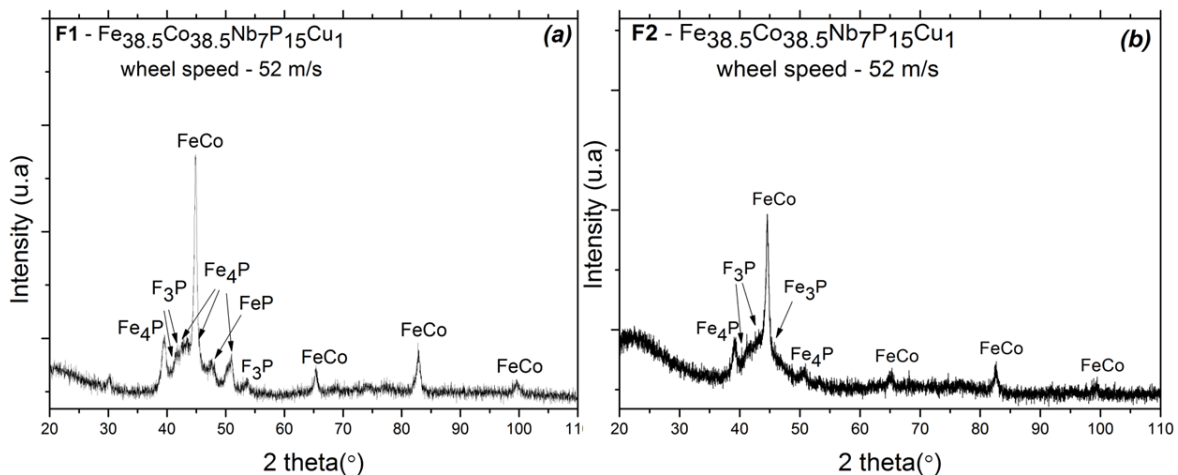 F1 - Fe38.5Co38.5Nb7P15Cu1
(a)
wheel speed - 52 m/s
FeCo
Fe4P
F3P
FeP
Fe4P
F3P
FeCo
FeCo
FeCo
Intensity (u.a)
20 30 40 50 60 70 80 90 100 110
2 theta(°)
F2 - Fe38.5Co38.5Nb7P15Cu1
(b)
wheel speed - 52 m/s
FeCo
F3P
Fe3P
Fe4P
Fe4P
FeCo
FeCo
FeCo
Intensity (u.a)
20 30 40 50 60 70 80 90 100 110
2 theta(°)